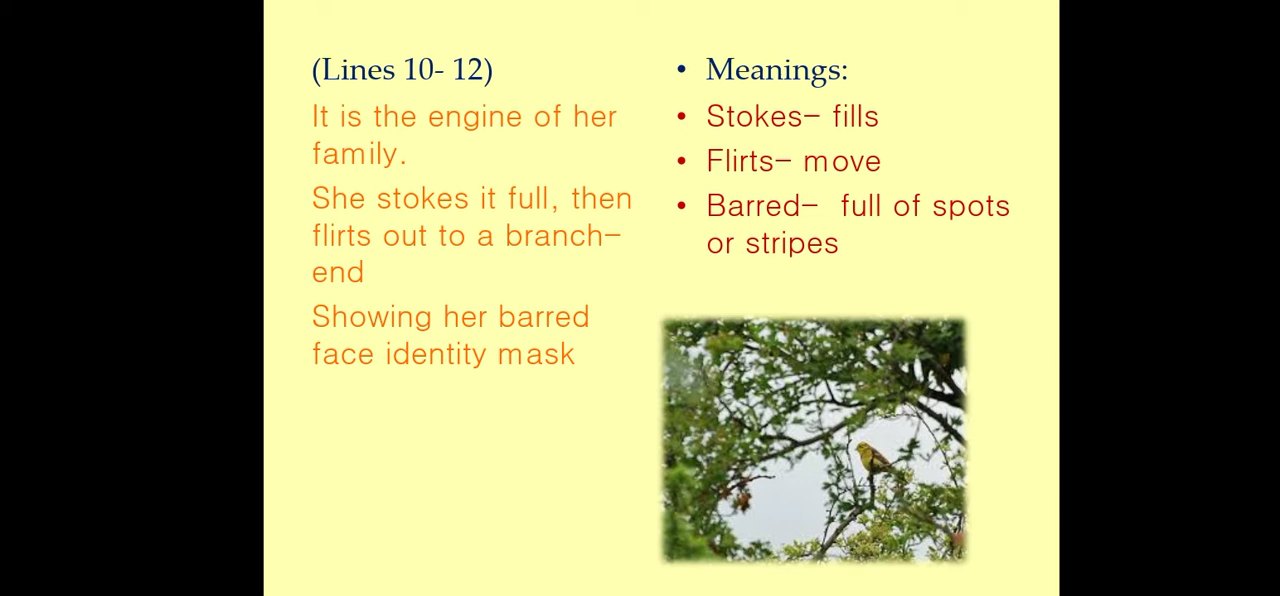 (Lines 10- 12)
It is the engine of her
family.
She stokes it full, then
flirts out to a branch-
end
Showing her barred
face identity mask
• Meanings:
• Stokes- fills
• Flirts- move
• Barred- full of spots
or stripes